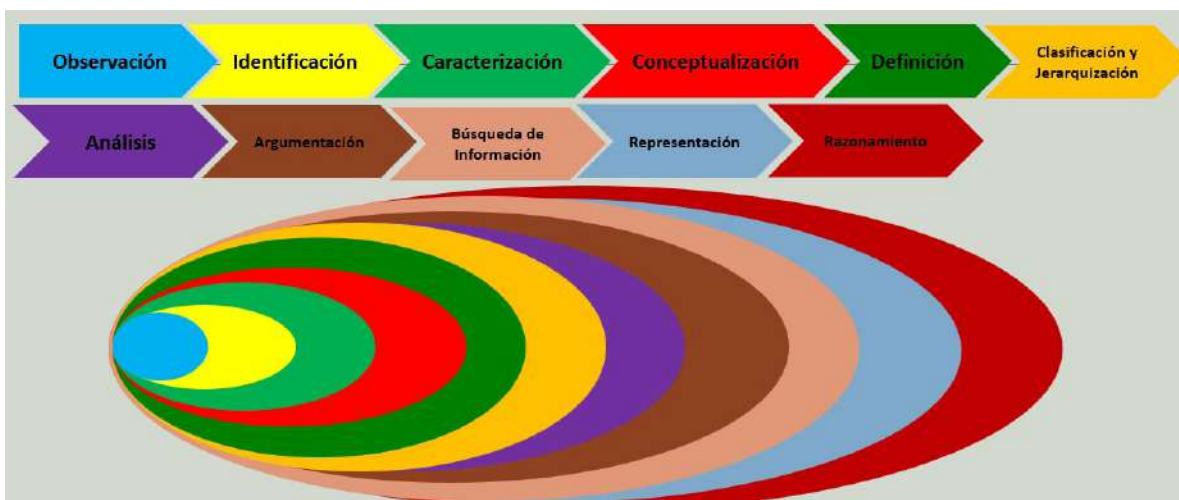 Observación
Identificación
Caracterización
Conceptualización
Definición
Clasificación y
Jerarquización
Análisis
Argumentación
Búsqueda de
Información
Representación
Razonamiento